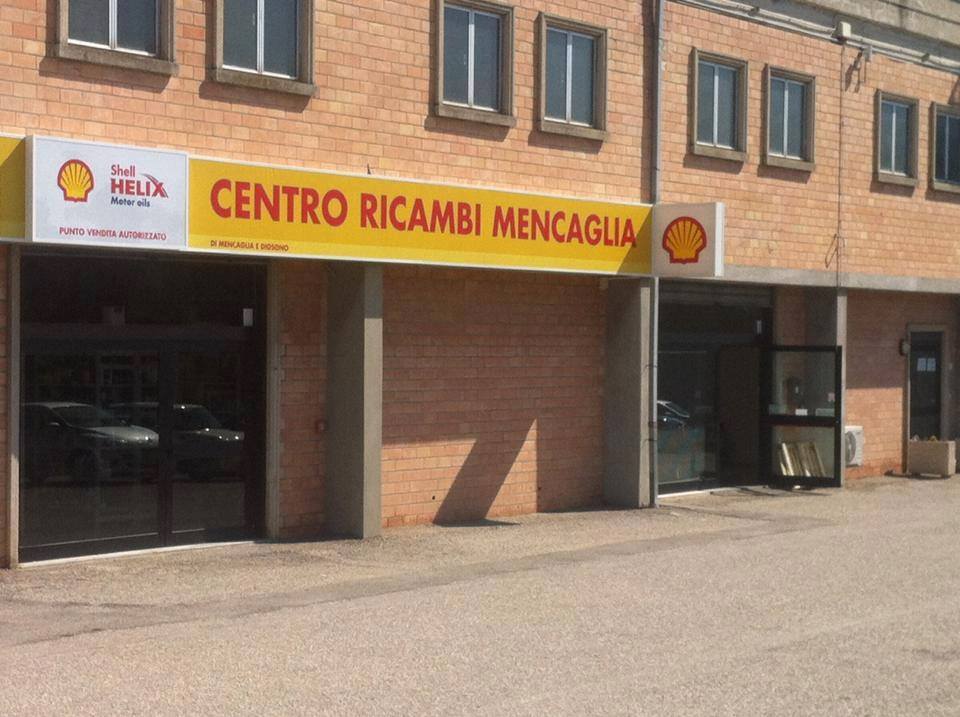 Shell
HELIX
Motor oils
PUNTO VENDITA AUTORIZZATO
CENTRO RICAMBI MENCAGLIA
DI MENCAGLIA E DIOSONO